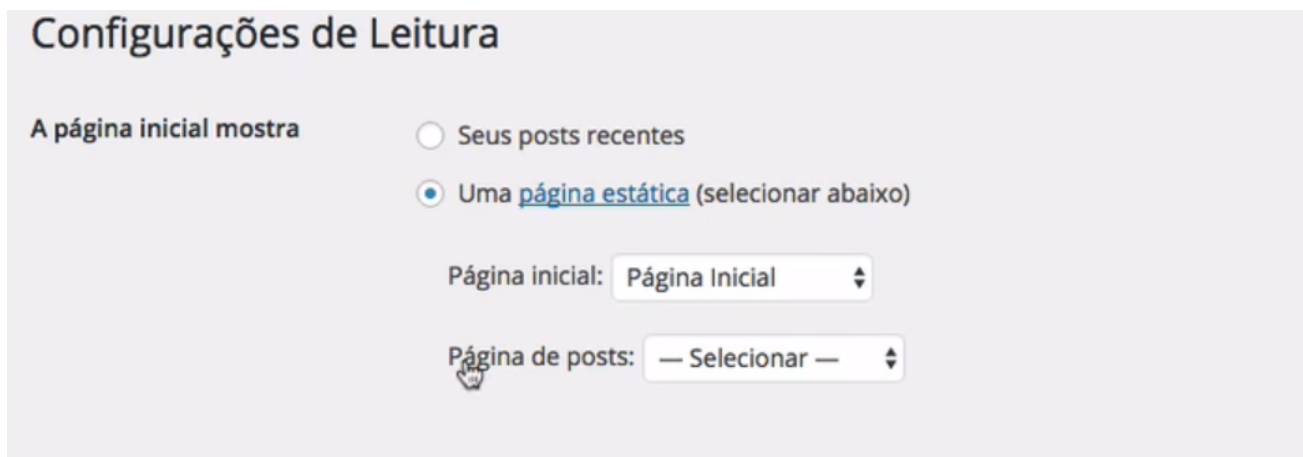 Configurações de Leitura
A página inicial mostra
Seus posts recentes
Uma página estática (selecionar abaixo)
Página inicial: Página Inicial
Página de posts: — Selecionar —